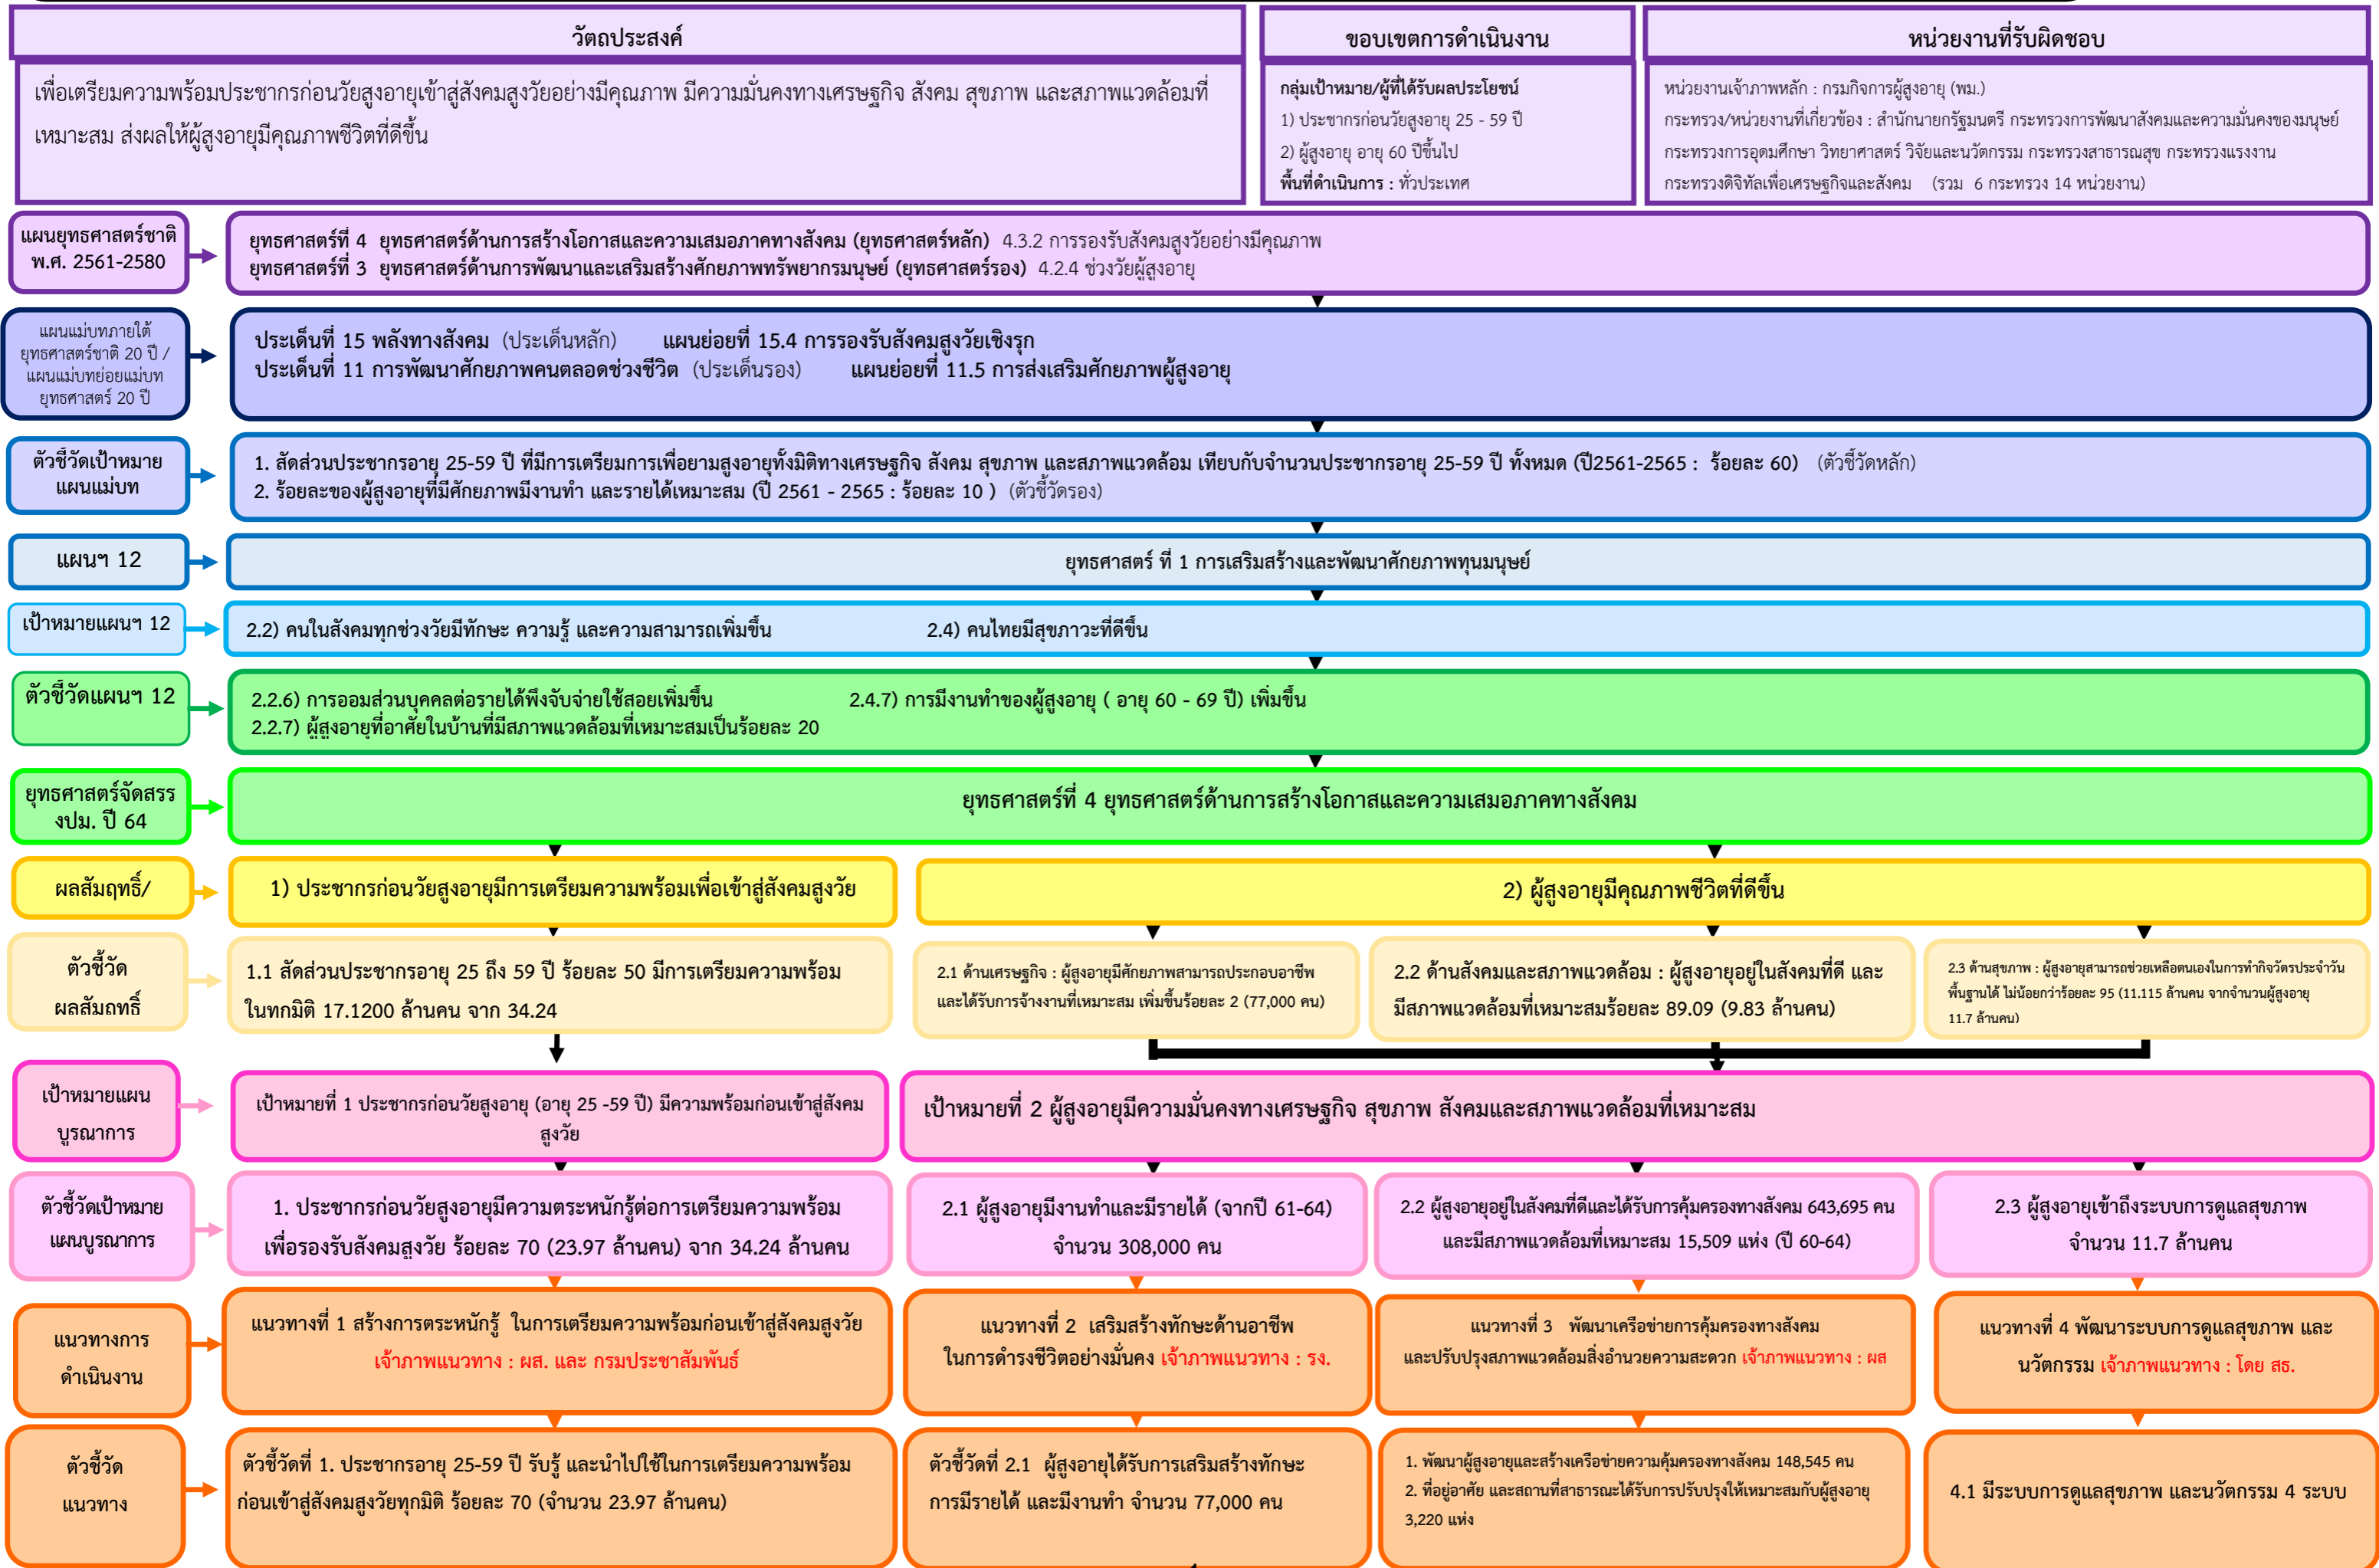 วัตถุประสงค์
เพื่อเตรียมความพร้อมประชากรก่อนวัยสูงอายุเข้าสู่สังคมสูงวัยอย่างมีคุณภาพ มีความมั่นคงทางเศรษฐกิจ สังคม สุขภาพ และสภาพแวดล้อมที่
เหมาะสม ส่งผลให้ผู้สูงอายุมีคุณภาพชีวิตที่ดีขึ้น
ขอบเขตการดำเนินงาน
กลุ่มเป้าหมาย/ผู้ที่ได้รับผลประโยชน์
1) ประชากรก่อนวัยสูงอายุ 25 - 59 ปี
2) ผู้สูงอายุ อายุ 60 ปีขึ้นไป
พื้นที่ดำเนินการ : ทั่วประเทศ
หน่วยงานที่รับผิดชอบ
หน่วยงานเจ้าภาพหลัก : กรมกิจการผู้สูงอายุ (พม.)
กระทรวง/หน่วยงานที่เกี่ยวข้อง : สำนักนายกรัฐมนตรี กระทรวงการพัฒนาสังคมและความมั่นคงของมนุษย์
กระทรวงการอุดมศึกษา วิทยาศาสตร์ วิจัยและนวัตกรรม กระทรวงสาธารณสุข กระทรวงแรงงาน
กระทรวงดิจิทัลเพื่อเศรษฐกิจและสังคม (รวม 6 กระทรวง 14 หน่วยงาน)
แผนยุทธศาสตร์ชาติ
พ.ศ. 2561-2580
ยุทธศาสตร์ที่ 4 ยุทธศาสตร์ด้านการสร้างโอกาสและความเสมอภาคทางสังคม (ยุทธศาสตร์หลัก) 4.3.2 การรองรับสังคมสูงวัยอย่างมีคุณภาพ
ยุทธศาสตร์ที่ 3 ยุทธศาสตร์ด้านการพัฒนาและเสริมสร้างศักยภาพทรัพยากรมนุษย์ (ยุทธศาสตร์รอง) 4.2.4 ช่วงวัยผู้สูงอายุ
แผนแม่บทภายใต้
ยุทธศาสตร์ชาติ 20 ปี /
แผนแม่บทย่อยแม่บท
ยุทธศาสตร์ 20 ปี
ประเด็นที่ 15 พลังทางสังคม (ประเด็นหลัก) แผนย่อยที่ 15.4 การรองรับสังคมสูงวัยเชิงรุก
ประเด็นที่ 11 การพัฒนาศักยภาพคนตลอดช่วงชีวิต (ประเด็นรอง) แผนย่อยที่ 11.5 การส่งเสริมศักยภาพผู้สูงอายุ
ตัวชี้วัดเป้าหมาย
แผนแม่บท
1. สัดส่วนประชากรอายุ 25-59 ปี ที่มีการเตรียมการเพื่อยามสูงอายุทั้งมิติทางเศรษฐกิจ สังคม สุขภาพ และสภาพแวดล้อม เทียบกับจำนวนประชากรอายุ 25-59 ปี ทั้งหมด (ปี2561-2565 : ร้อยละ 60) (ตัวชี้วัดหลัก)
2. ร้อยละของผู้สูงอายุที่มีศักยภาพมีงานทำ และรายได้เหมาะสม (ปี 2561 - 2565 : ร้อยละ 10 ) (ตัวชี้วัดรอง)
แผนฯ 12
ยุทธศาสตร์ ที่ 1 การเสริมสร้างและพัฒนาศักยภาพทุนมนุษย์
เป้าหมายแผนฯ 12
2.2) คนในสังคมทุกช่วงวัยมีทักษะ ความรู้ และความสามารถเพิ่มขึ้น 2.4) คนไทยมีสุขภาวะที่ดีขึ้น
ตัวชี้วัดแผนฯ 12
2.2.6) การออมส่วนบุคคลต่อรายได้พึงจับจ่ายใช้สอยเพิ่มขึ้น 2.4.7) การมีงานทำของผู้สูงอายุ ( อายุ 60 - 69 ปี) เพิ่มขึ้น
2.2.7) ผู้สูงอายุที่อาศัยในบ้านที่มีสภาพแวดล้อมที่เหมาะสมเป็นร้อยละ 20
ยุทธศาสตร์จัดสรร
งปม. ปี 64
ยุทธศาสตร์ที่ 4 ยุทธศาสตร์ด้านการสร้างโอกาสและความเสมอภาคทางสังคม
ผลสัมฤทธิ์/
1) ประชากรก่อนวัยสูงอายุมีการเตรียมความพร้อมเพื่อเข้าสู่สังคมสูงวัย
2) ผู้สูงอายุมีคุณภาพชีวิตที่ดีขึ้น
ตัวชี้วัด
ผลสัมฤทธิ์
1.1 สัดส่วนประชากรอายุ 25 ถึง 59 ปี ร้อยละ 50 มีการเตรียมความพร้อม
ในทุกมิติ 17.1200 ล้านคน จาก 34.24
2.1 ด้านเศรษฐกิจ : ผู้สูงอายุมีศักยภาพสามารถประกอบอาชีพ
และได้รับการจ้างงานที่เหมาะสม เพิ่มขึ้นร้อยละ 2 (77,000 คน)
2.2 ด้านสังคมและสภาพแวดล้อม : ผู้สูงอายุอยู่ในสังคมที่ดี และ
มีสภาพแวดล้อมที่เหมาะสมร้อยละ 89.09 (9.83 ล้านคน)
2.3 ด้านสุขภาพ : ผู้สูงอายุสามารถช่วยเหลือตนเองในการทำกิจวัตรประจำวัน
พื้นฐานได้ ไม่น้อยกว่าร้อยละ 95 (11.115 ล้านคน จากจำนวนผู้สูงอายุ
11.7 ล้านคน)
เป้าหมายแผน
บูรณาการ
เป้าหมายที่ 1 ประชากรก่อนวัยสูงอายุ (อายุ 25 -59 ปี) มีความพร้อมก่อนเข้าสู่สังคม
สูงวัย
เป้าหมายที่ 2 ผู้สูงอายุมีความมั่นคงทางเศรษฐกิจ สุขภาพ สังคมและสภาพแวดล้อมที่เหมาะสม
ตัวชี้วัดเป้าหมาย
แผนบูรณาการ
1. ประชากรก่อนวัยสูงอายุมีความตระหนักรู้ต่อการเตรียมความพร้อม
เพื่อรองรับสังคมสูงวัย ร้อยละ 70 (23.97 ล้านคน) จาก 34.24 ล้านคน
2.1 ผู้สูงอายุมีงานทำและมีรายได้ (จากปี 61-64)
จำนวน 308,000 คน
2.2 ผู้สูงอายุอยู่ในสังคมที่ดีและได้รับการคุ้มครองทางสังคม 643,695 คน
และมีสภาพแวดล้อมที่เหมาะสม 15,509 แห่ง (ปี 60-64)
2.3 ผู้สูงอายุเข้าถึงระบบการดูแลสุขภาพ
จำนวน 11.7 ล้านคน
แนวทางการ
ดำเนินงาน
แนวทางที่ 1 สร้างการตระหนักรู้ ในการเตรียมความพร้อมก่อนเข้าสู่สังคมสูงวัย
เจ้าภาพแนวทาง : ผส. และ กรมประชาสัมพันธ์
แนวทางที่ 2 เสริมสร้างทักษะด้านอาชีพ
ในการดำรงชีวิตอย่างมั่นคง เจ้าภาพแนวทาง : รง.
แนวทางที่ 3 พัฒนาเครือข่ายการคุ้มครองทางสังคม
และปรับปรุงสภาพแวดล้อมสิ่งอำนวยความสะดวก เจ้าภาพแนวทาง : ผส
แนวทางที่ 4 พัฒนาระบบการดูแลสุขภาพ และ
นวัตกรรม เจ้าภาพแนวทาง : โดย สธ.
ตัวชี้วัด
แนวทาง
ตัวชี้วัดที่ 1. ประชากรอายุ 25-59 ปี รับรู้ และนำไปใช้ในการเตรียมความพร้อม
ก่อนเข้าสู่สังคมสูงวัยทุกมิติ ร้อยละ 70 (จำนวน 23.97 ล้านคน)
ตัวชี้วัดที่ 2.1 ผู้สูงอายุได้รับการเสริมสร้างทักษะ
การมีรายได้ และมีงานทำ จำนวน 77,000 คน
1. พัฒนาผู้สูงอายุและสร้างเครือข่ายความคุ้มครองทางสังคม 148,545 คน
2. ที่อยู่อาศัย และสถานที่สาธารณะได้รับการปรับปรุงให้เหมาะสมกับผู้สูงอายุ
3,220 แห่ง
4.1 มีระบบการดูแลสุขภาพ และนวัตกรรม 4 ระบบ